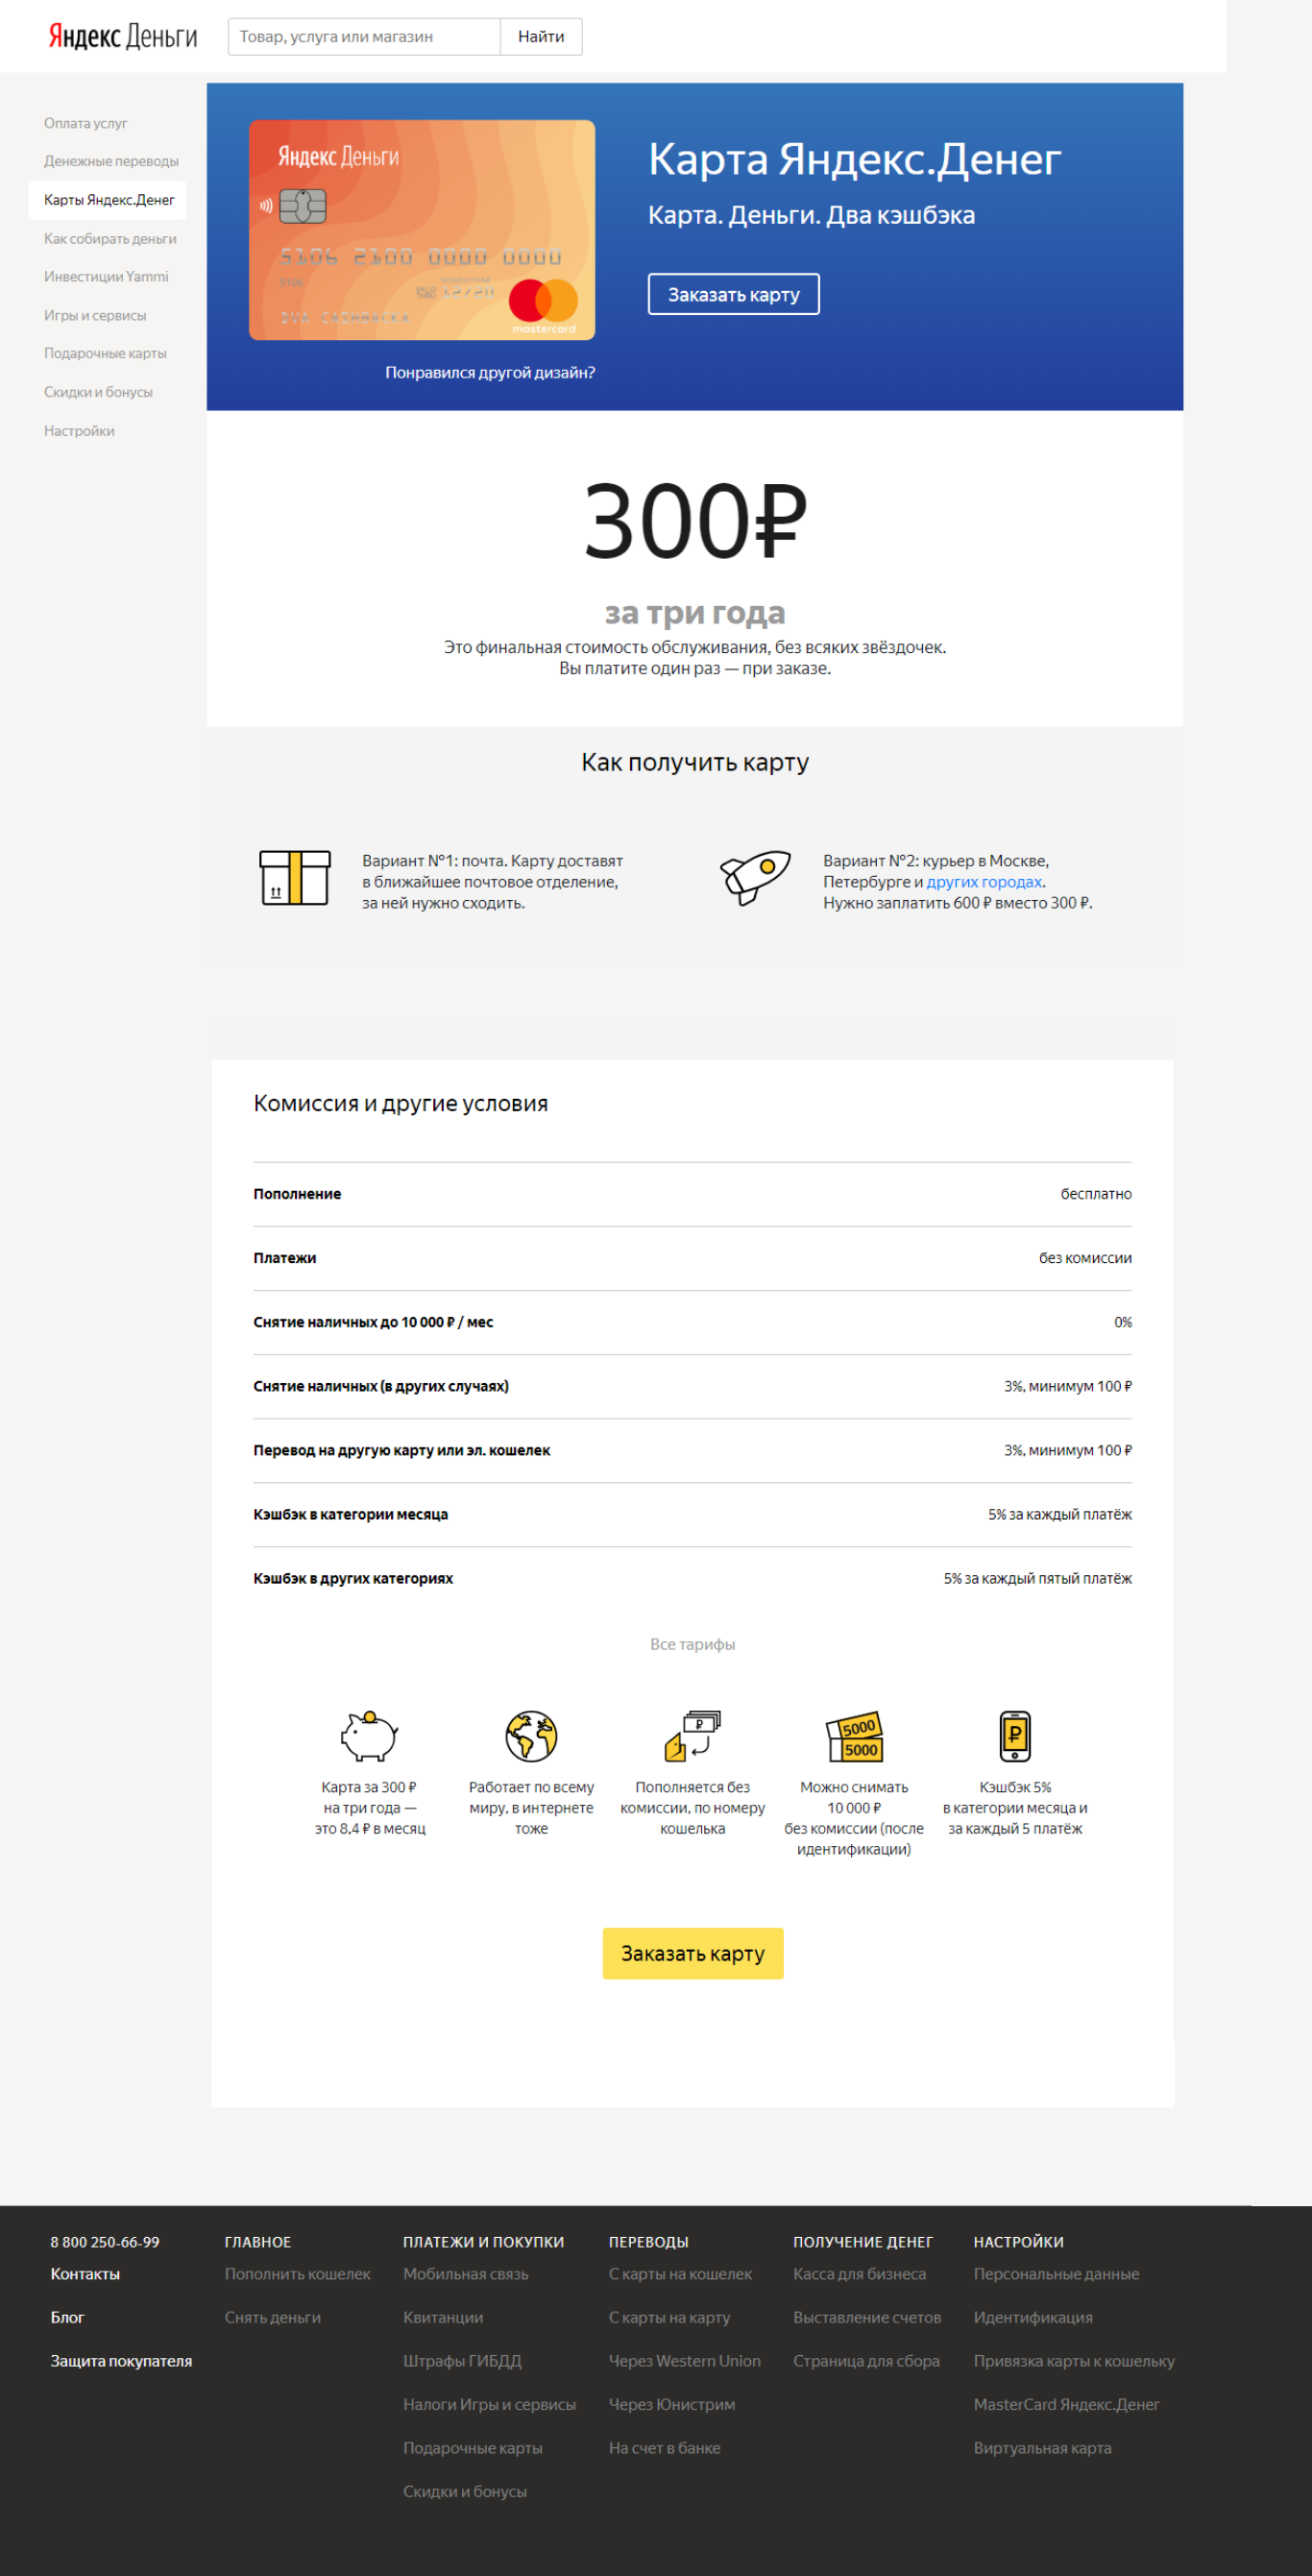 Яндекс Деньги
Товар, услуга или магазин
Найти
Оплата услуг
Денежные переводы
Карты Яндекс.Денег
Как собирать деньги
Инвестиции Yammi
Игры и сервисы
Подарочные карты
Скидки и бонусы
Настройки
Яндекс Деньги
5106 2100 0000 0000
5106
MONTH/YEAR
VALID
THRU
12/20
DVA CASHBACKA
mastercard
Понравился другой дизайн?
Карта Яндекс.Денег
Карта. Деньги. Два кэшбэка
Заказать карту
300₽
за три года
Это финальная стоимость обслуживания, без всяких звёздочек.
Вы платите один раз — при заказе.
Как получить карту
Вариант №1: почта. Карту доставят
в ближайшее почтовое отделение,
за ней нужно сходить.
Вариант №2: курьер в Москве,
Петербурге и других городах.
Нужно заплатить 600 ₽ вместо 300 ₽.
Комиссия и другие условия
Пополнение бесплатно
Платежи без комиссии
Снятие наличных до 10 000 ₽ / мес 0%
Снятие наличных (в других случаях) 3%, минимум 100 ₽
Перевод на другую карту или эл. кошелек 3%, минимум 100 ₽
Кэшбэк в категории месяца 5% за каждый платёж
Кэшбэк в других категориях 5% за каждый пятый платёж
Все тарифы
Карта за 300 ₽
на три года —
это 8,4 ₽ в месяц
Работает по всему
миру, в интернете
тоже
₽
Пополняется без
комиссии, по номеру
кошелька
5000
5000
Можно снимать
10 000 ₽
без комиссии (после
идентификации)
₽
Кэшбэк 5%
в категории месяца и
за каждый 5 платёж
Заказать карту
8 800 250-66-99
Контакты
Блог
Защита покупателя
ГЛАВНОЕ
Пополнить кошелек
Снять деньги
ПЛАТЕЖИ И ПОКУПКИ
Мобильная связь
Квитанции
Штрафы ГИБДД
Налоги Игры и сервисы
Подарочные карты
Скидки и бонусы
ПЕРЕВОДЫ
С карты на кошелек
С карты на карту
Через Western Union
Через Юнистрим
На счет в банке
ПОЛУЧЕНИЕ ДЕНЕГ
Касса для бизнеса
Выставление счетов
Страница для сбора
НАСТРОЙКИ
Персональные данные
Идентификация
Привязка карты к кошельку
MasterCard Яндекс.Денег
Виртуальная карта